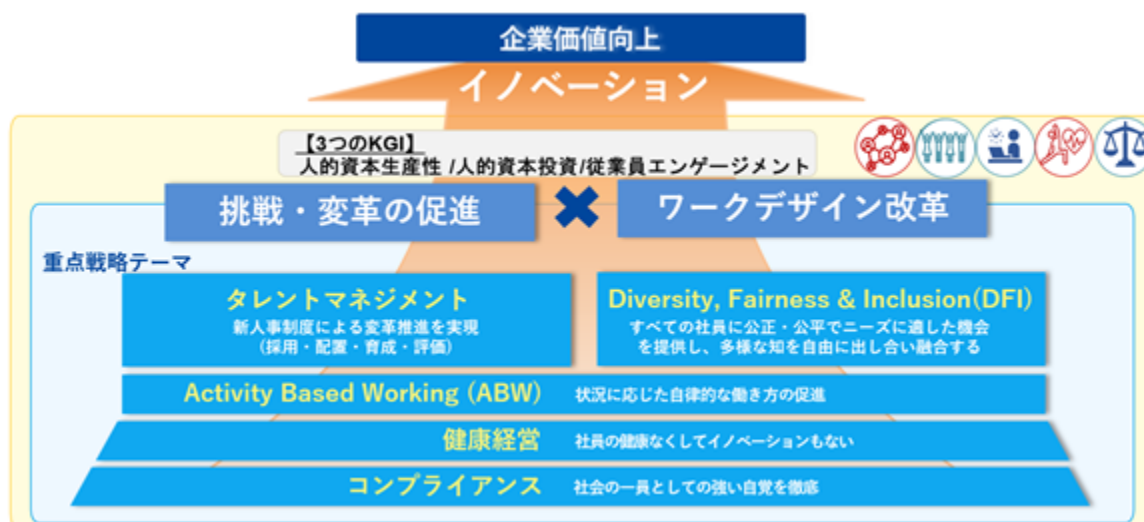 企業価値向上
イノベーション
【3つのKGI】
人的資本生産性 /人的資本投資/従業員エンゲージメント
挑戦・変革の促進
ワークデザイン改革
重点戦略テーマ
タレントマネジメント
新人事制度による変革推進を実現
（採用・配置・育成・評価）
Diversity, Fairness & Inclusion(DFI)
すべての社員に公正・公平でニーズに適した機会
を提供し、多様な知を自由に出し合い融合する
Activity Based Working (ABW)
状況に応じた自律的な働き方の促進
健康経営
社員の健康なくしてイノベーションもない
コンプライアンス
社会の一員としての強い自覚を徹底